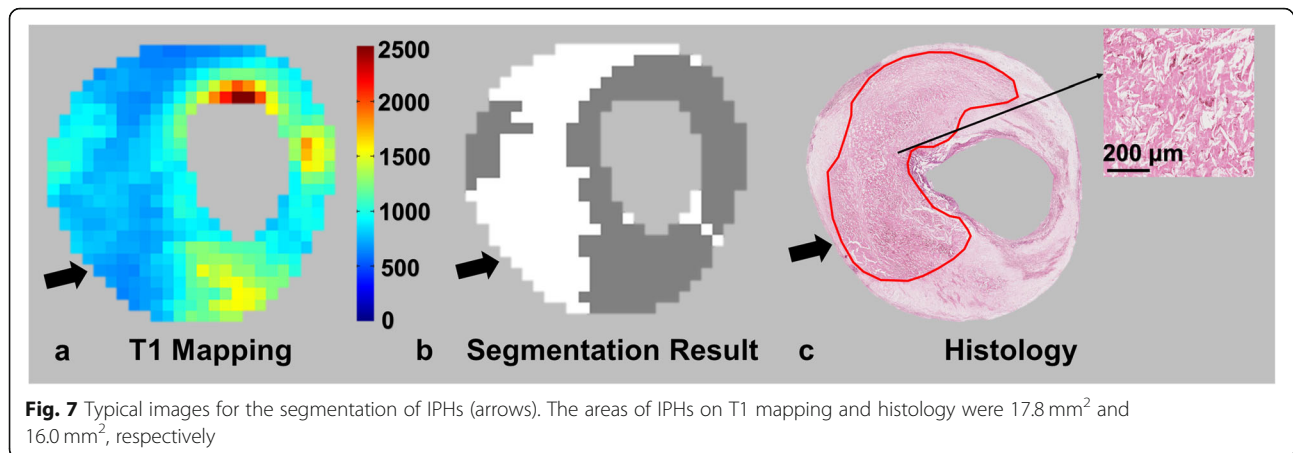 2500
2000
1500
1000
500
0
200 µm
a T1 Mapping b Segmentation Result c Histology
Fig. 7 Typical images for the segmentation of IPHs (arrows). The areas of IPHs on T1 mapping and histology were 17.8 mm² and
16.0 mm², respectively